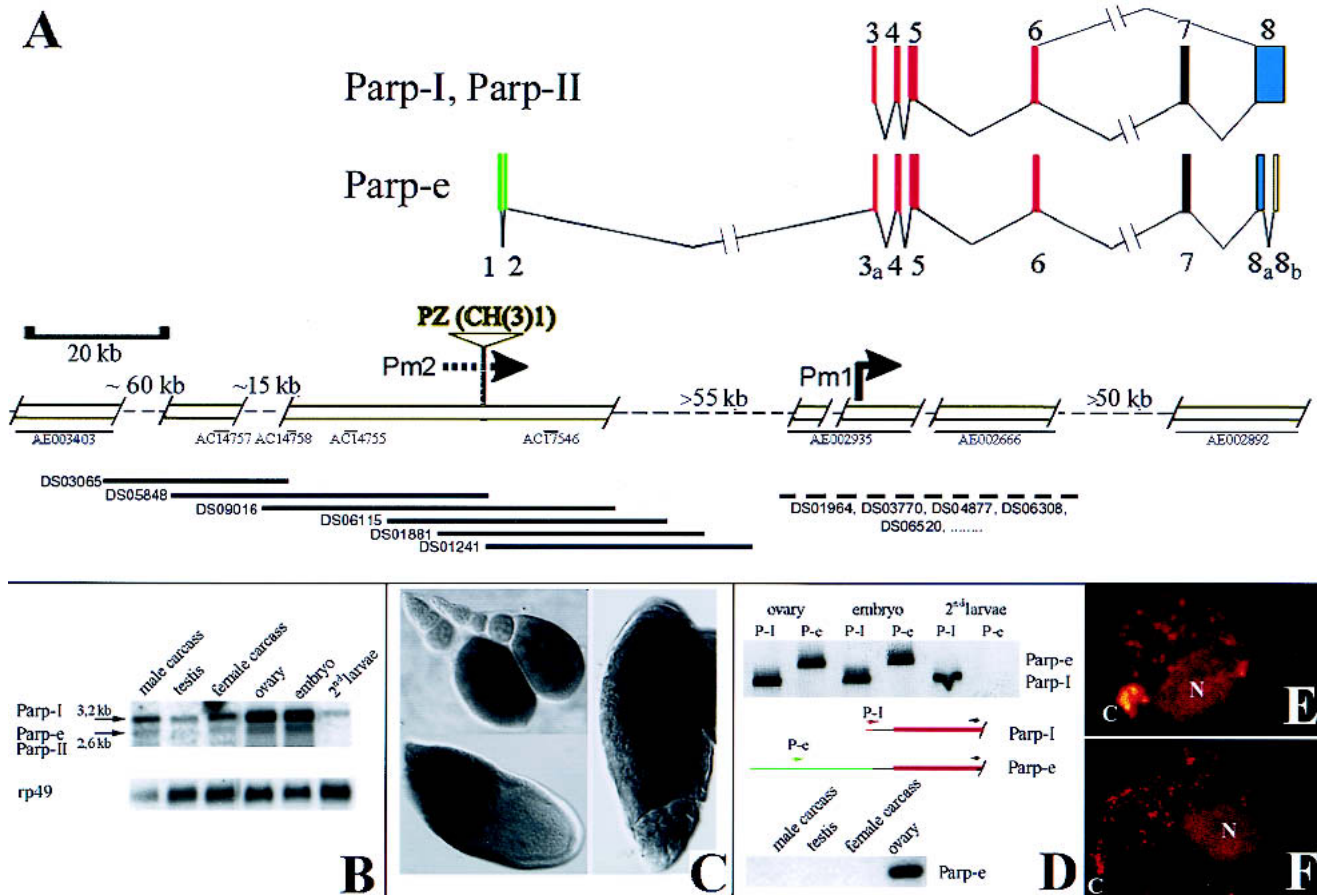 A
3 4 5 6 7 8
Parp-I, Parp-II
Parp-e
1 2 3a 4 5 6 7 8a 8b
PZ (CH(3)1)
20 kb
Pm2
Pm1
~ 60 kb ~15 kb >55 kb >50 kb
AE003403 AC14757 AC14758 AC14755 AC17546 AE002935 AE002666 AE002892
DS03065
DS05848
DS09016
DS06115
DS01881
DS01241
DS01964, DS03770, DS04877, DS06308,
DS06520, ........
male carcass testis female carcass ovary embryo 2nd larvae
Parp-I 3,2 kb
Parp-e
Parp-II 2,6 kb
rp49
B
C
ovary embryo 2nd larvae
P-I P-e P-I P-e P-I P-e
Parp-e
Parp-I
P-I
Parp-I
P-e
Parp-e
male carcass testis female carcass ovary
Parp-e
D
N
C
E
N
C
F